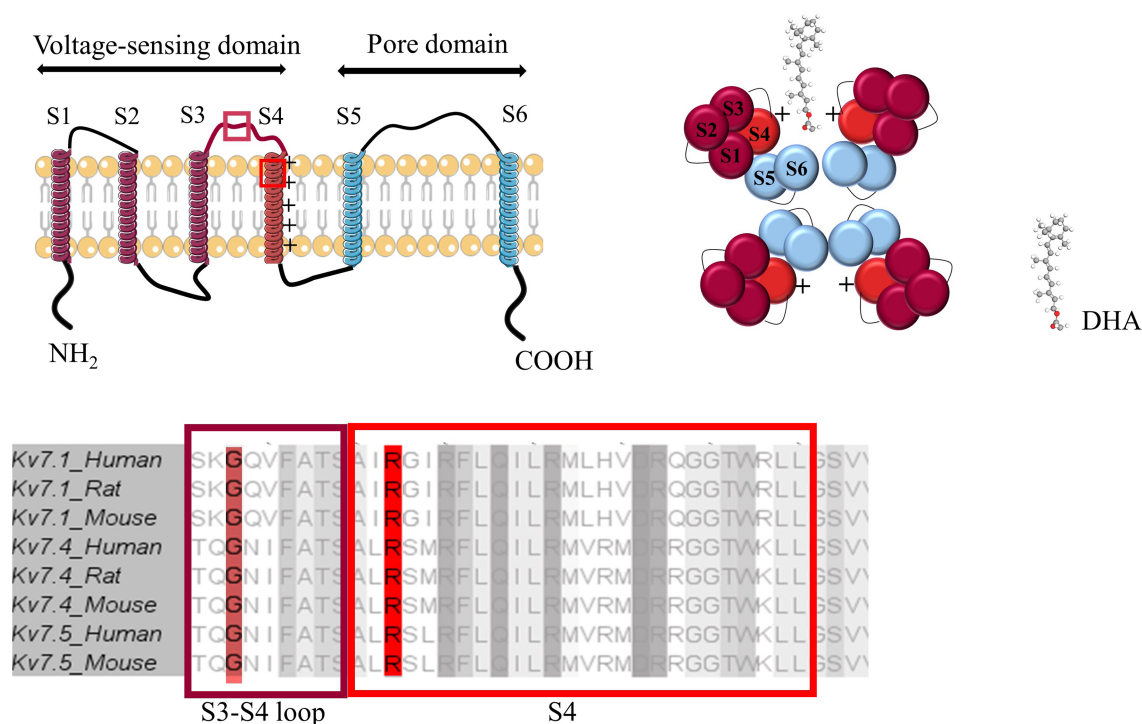 Voltage-sensing domain
Pore domain
S1 S2 S3 S4 S5 S6
+
+
+
+
+
NH2
COOH
S3
S2 S4
S1
S5 S6
+ +
+ +
DHA
Kv7.1_Human SKGQVFATSAIRGIRFLQILRMLHVDRQGGTWRLLGSVV
Kv7.1_Rat SKGQVFATSAIRGIRFLQILRMLHVDRQGGTWRLLGSVV
Kv7.1_Mouse SKGQVFATSAIRGIRFLQILRMLHVDRQGGTWRLLGSVV
Kv7.4_Human TQGNIFATSALRSMRFLQILRMVRMDRRGGTWKLLGSVV
Kv7.4_Rat TQGNIFATSALRSMRFLQILRMVRMDRRGGTWKLLGSVV
Kv7.4_Mouse TQGNIFATSALRSMRFLQILRMVRMDRRGGTWKLLGSVV
Kv7.5_Human TQGNIFATSALRSLRFLQILRMVRMDRRGGTWKLLGSVV
Kv7.5_Mouse TQGNIFATSALRSLRFLQILRMVRMDRRGGTWKLLGSVV
S3-S4 loop S4